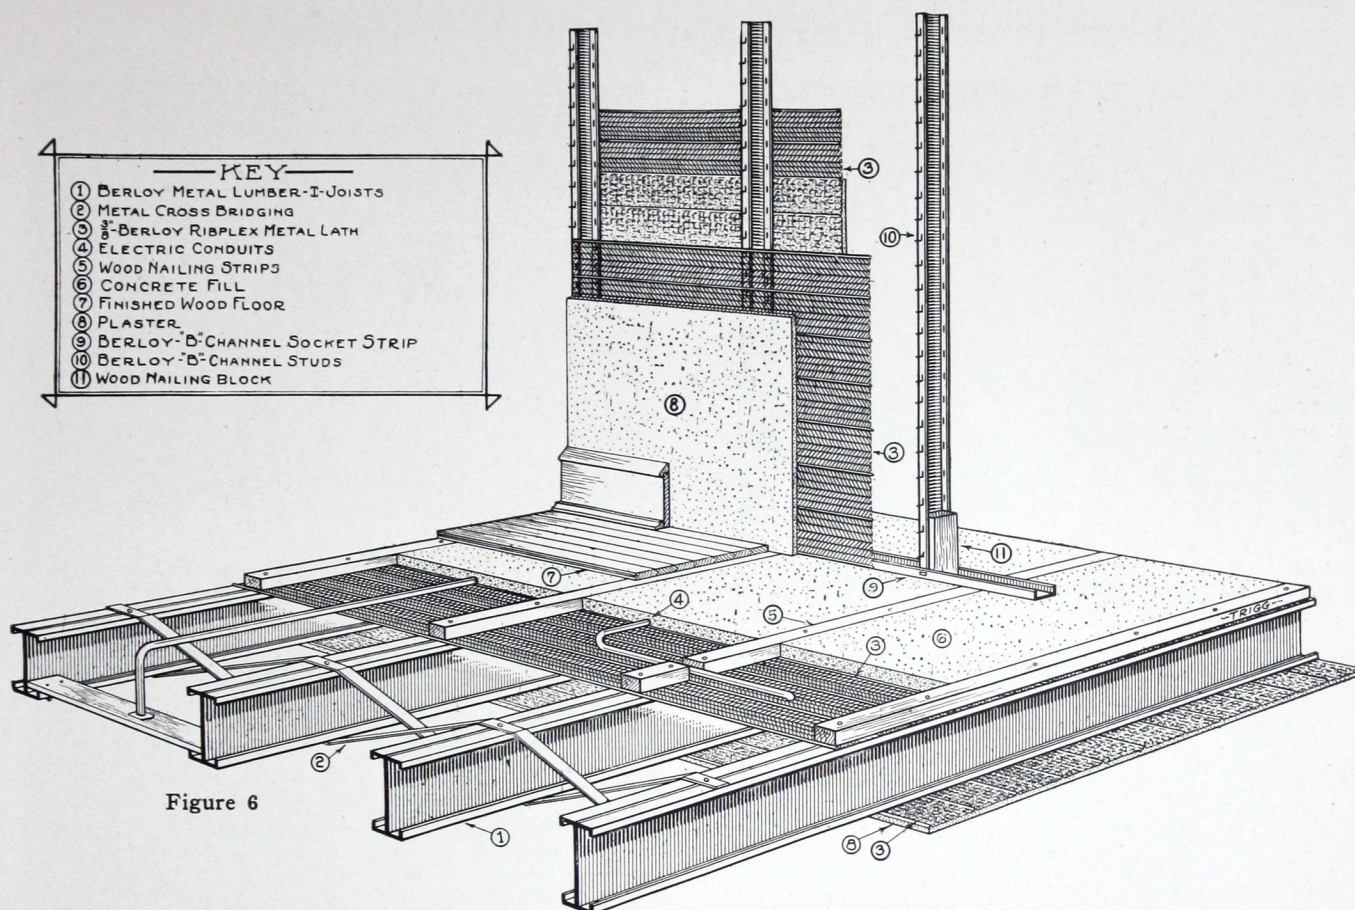 KEY
① BERLOY METAL LUMBER-I-JOISTS
② METAL CROSS BRIDGING
③ 3/8"-BERLOY RIBPLEX METAL LATH
④ ELECTRIC CONDUITS
⑤ WOOD NAILING STRIPS
⑥ CONCRETE FILL
⑦ FINISHED WOOD FLOOR
⑧ PLASTER
⑨ BERLOY-"B"-CHANNEL SOCKET STRIP
⑩ BERLOY-"B"-CHANNEL STUDS
⑪ WOOD NAILING BLOCK
③
⑩
⑧
③
⑪
⑦
⑨
④
⑤
⑥
TRIGG
③
②
Figure 6
①
⑧
③